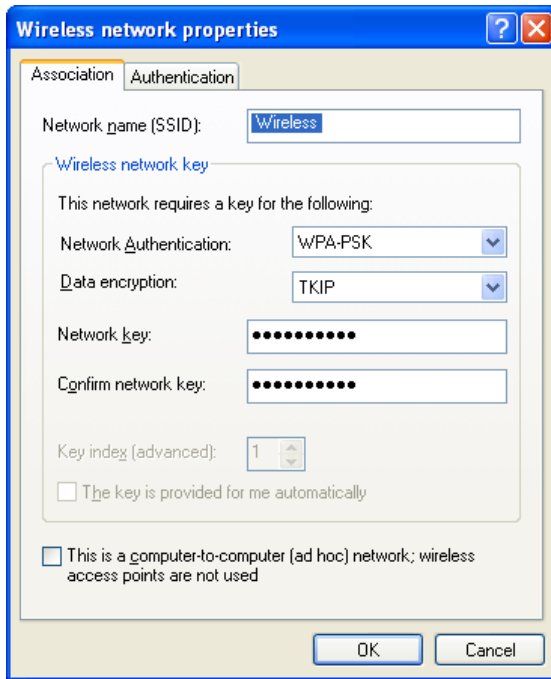 Wireless network properties
Association
Authentication
Network name (SSID):
Wireless
Wireless network key
This network requires a key for the following:
Network Authentication:
WPA-PSK
Data encryption:
TKIP
Network key:
••••••••••
Confirm network key:
••••••••••
Key index (advanced):
1
The key is provided for me automatically
This is a computer-to-computer (ad hoc) network; wireless
access points are not used
OK
Cancel